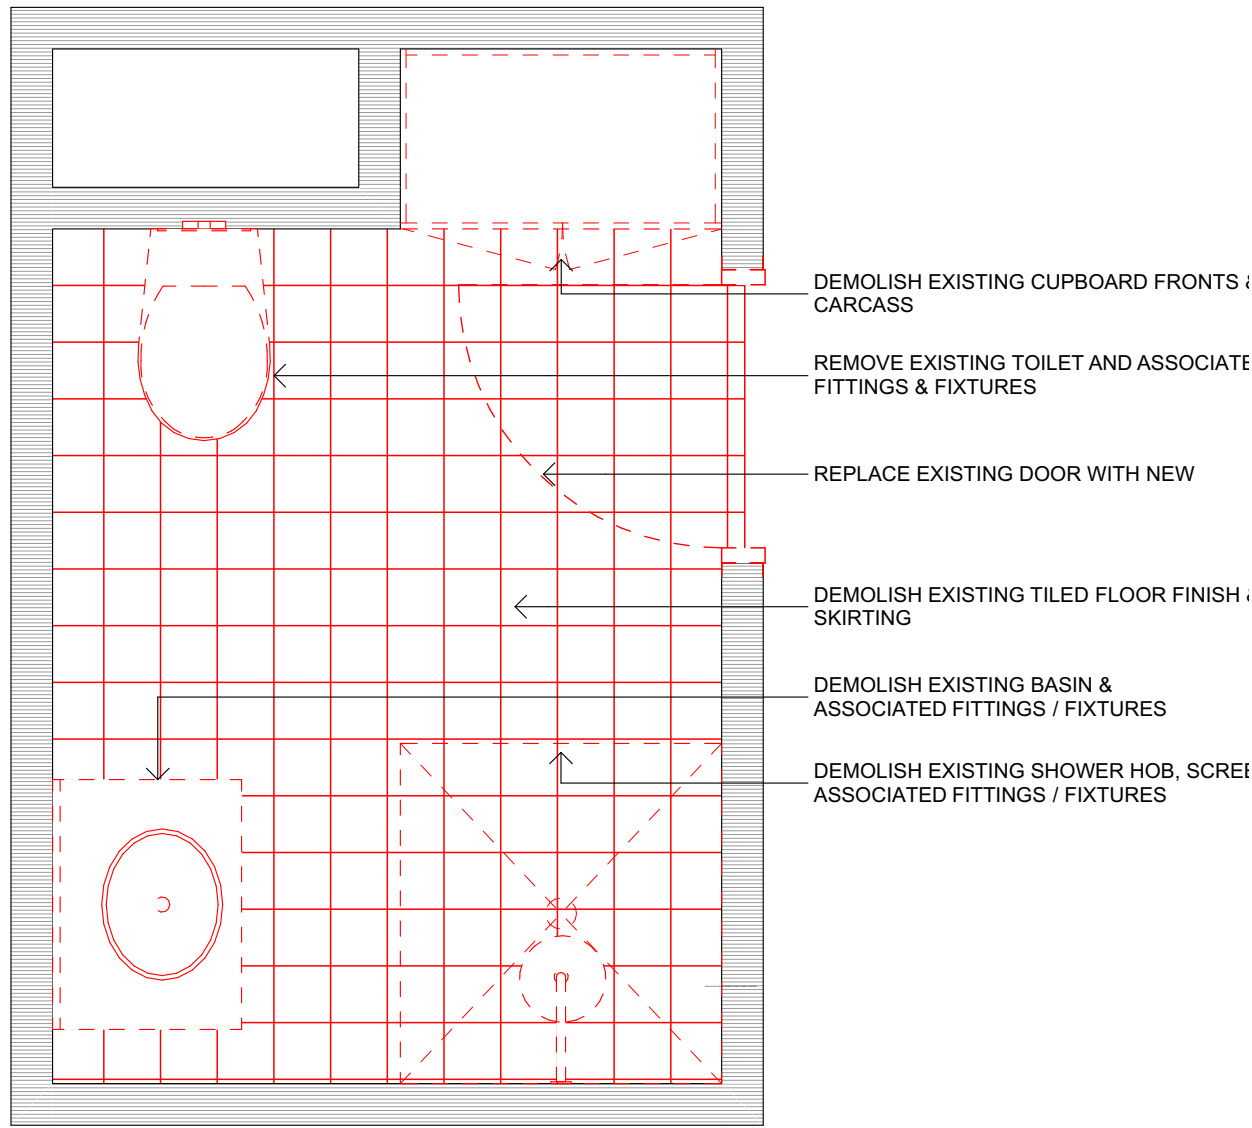 DEMOLISH EXISTING CUPBOARD FRONTS &
CARCASS
REMOVE EXISTING TOILET AND ASSOCIATE
FITTINGS & FIXTURES
REPLACE EXISTING DOOR WITH NEW
DEMOLISH EXISTING TILED FLOOR FINISH &
SKIRTING
DEMOLISH EXISTING BASIN &
ASSOCIATED FITTINGS / FIXTURES
DEMOLISH EXISTING SHOWER HOB, SCREE
ASSOCIATED FITTINGS / FIXTURES